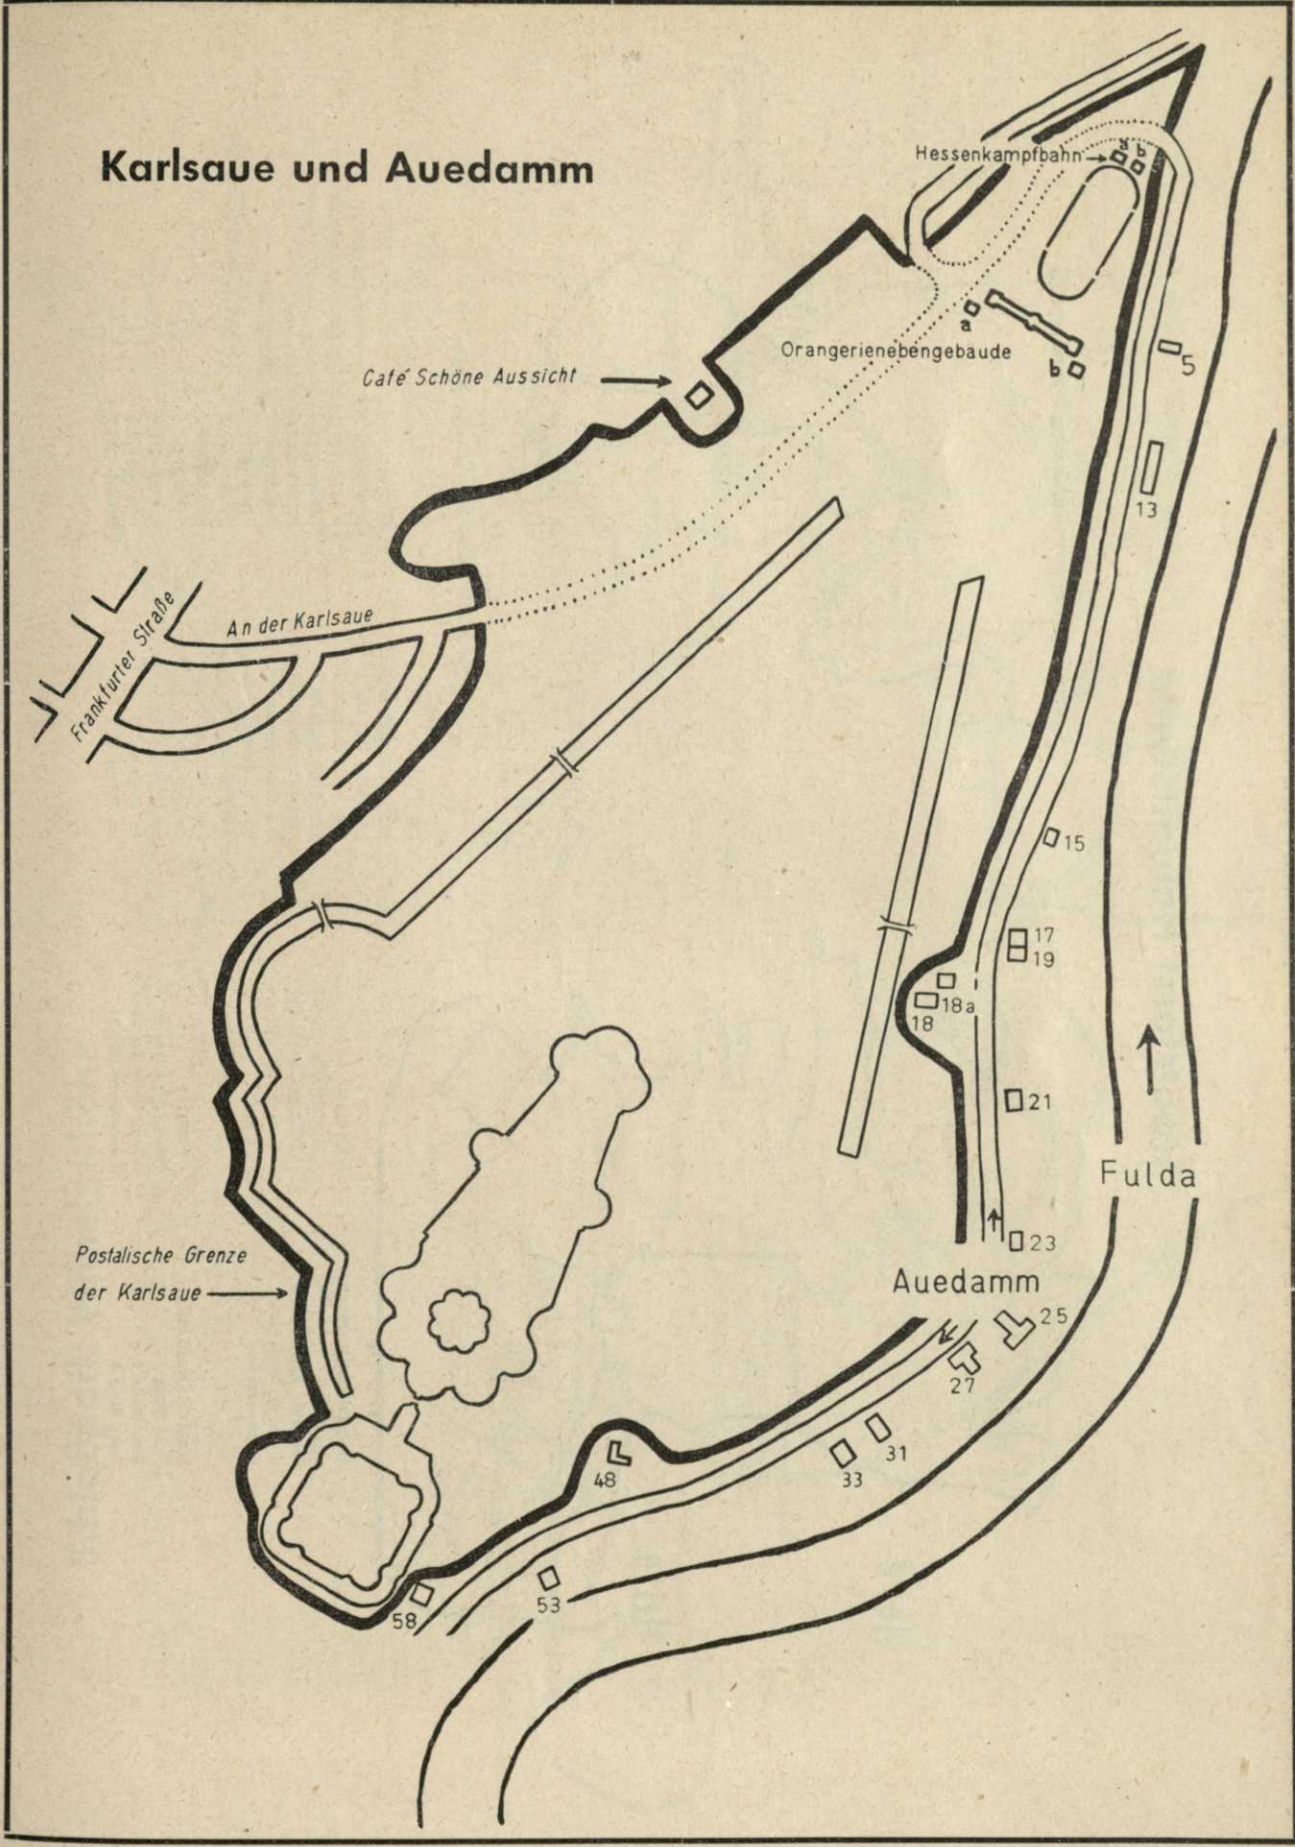 Karlsaue und Auedamm
Hessenkampfbahn
a b
a
Orangerienebengebäude
b
5
Café Schöne Aussicht
13
An der Karlsaue
Frankfurter Straße
15
17
19
18a
18
21
Fulda
23
Postalische Grenze
der Karlsaue
Auedamm
25
27
31
33
48
53
58